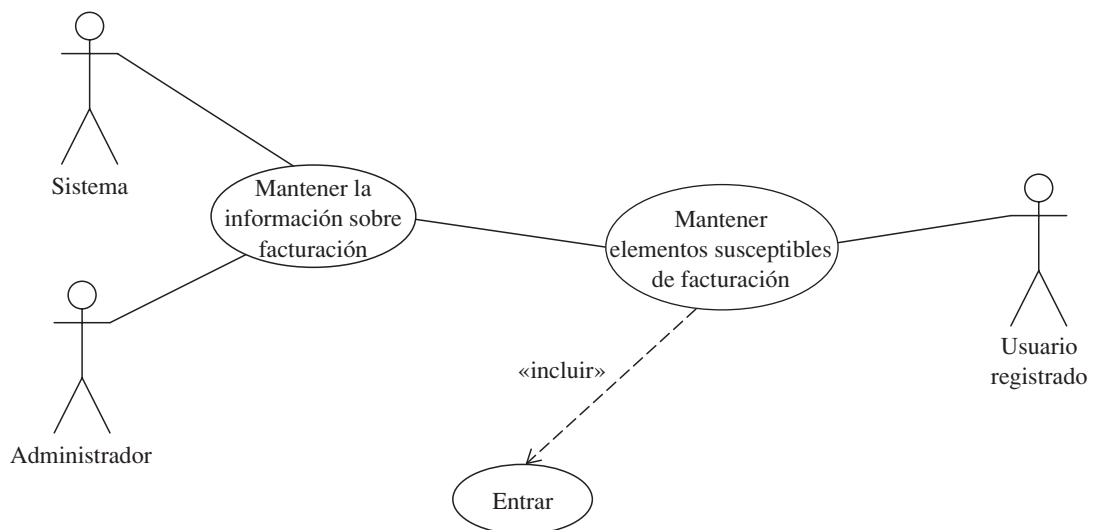 Sistema
Mantener la
información sobre
facturación
Mantener
elementos susceptibles
de facturación
Usuario
registrado
«incluir»
Administrador
Entrar